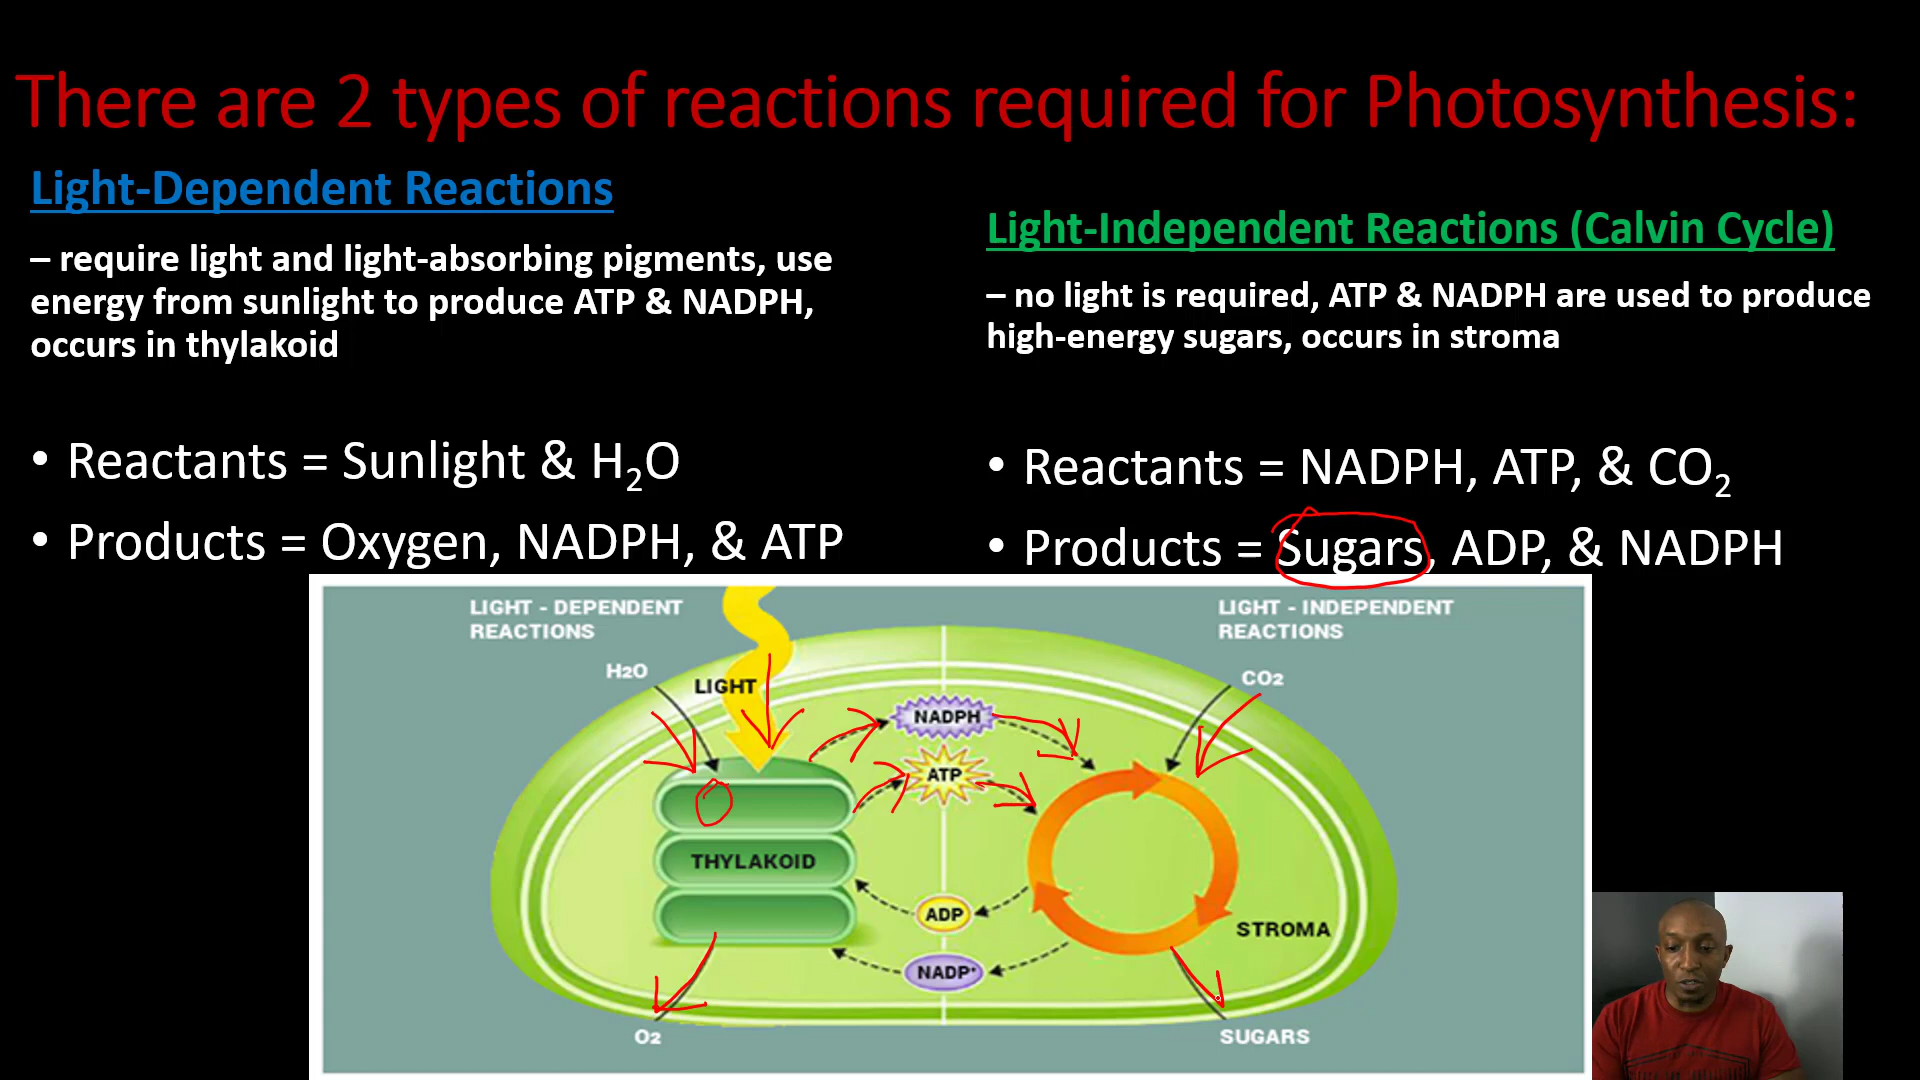 There are 2 types of reactions required for Photosynthesis:
Light-Dependent Reactions
– require light and light-absorbing pigments, use
energy from sunlight to produce ATP & NADPH,
occurs in thylakoid
• Reactants = Sunlight & H₂O
• Products = Oxygen, NADPH, & ATP
Light-Independent Reactions (Calvin Cycle)
– no light is required, ATP & NADPH are used to produce
high-energy sugars, occurs in stroma
• Reactants = NADPH, ATP, & CO₂
• Products = Sugars, ADP, & NADPH
LIGHT - DEPENDENT
REACTIONS
LIGHT - INDEPENDENT
REACTIONS
H2O
LIGHT
CO2
NADPH
ATP
THYLAKOID
ADP
STROMA
NADP⁺
O2
SUGARS